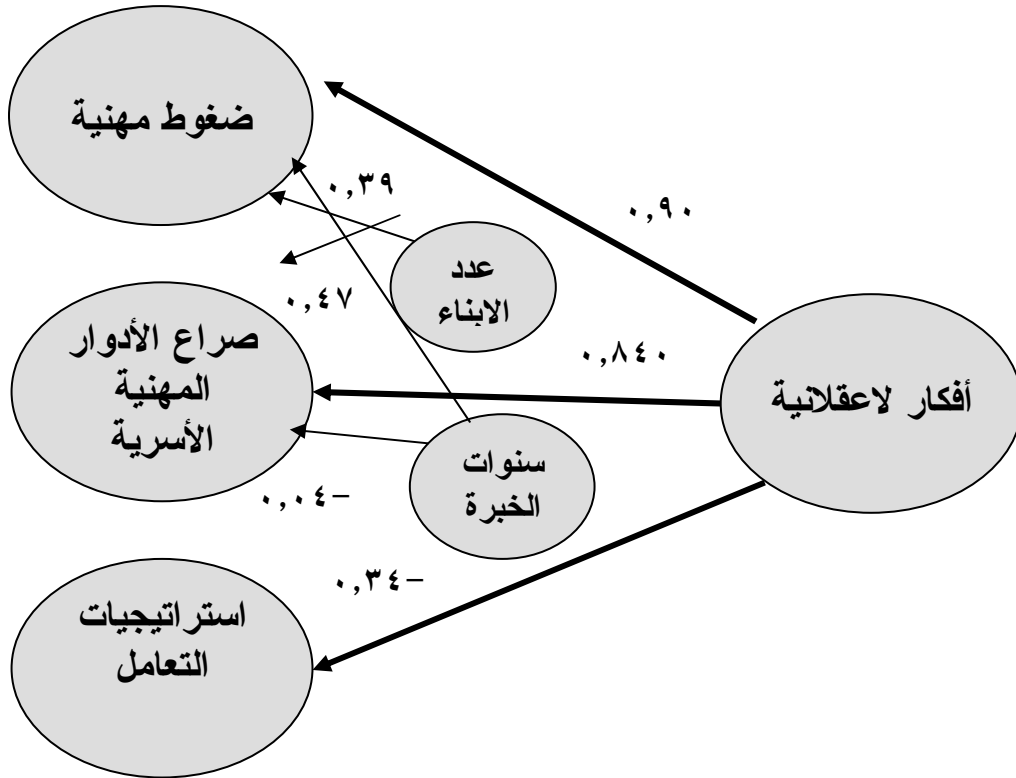 ضغوط مهنية
٠,٣٩
٠,٩٠
عدد
الابناء
٠,٤٧
صراع الأدوار
المهنية
الأسرية
٠,٨٤٠
أفكار لاعقلانية
سنوات
الخبرة
-٠,٠٤
-٠,٣٤
استراتيجيات
التعامل